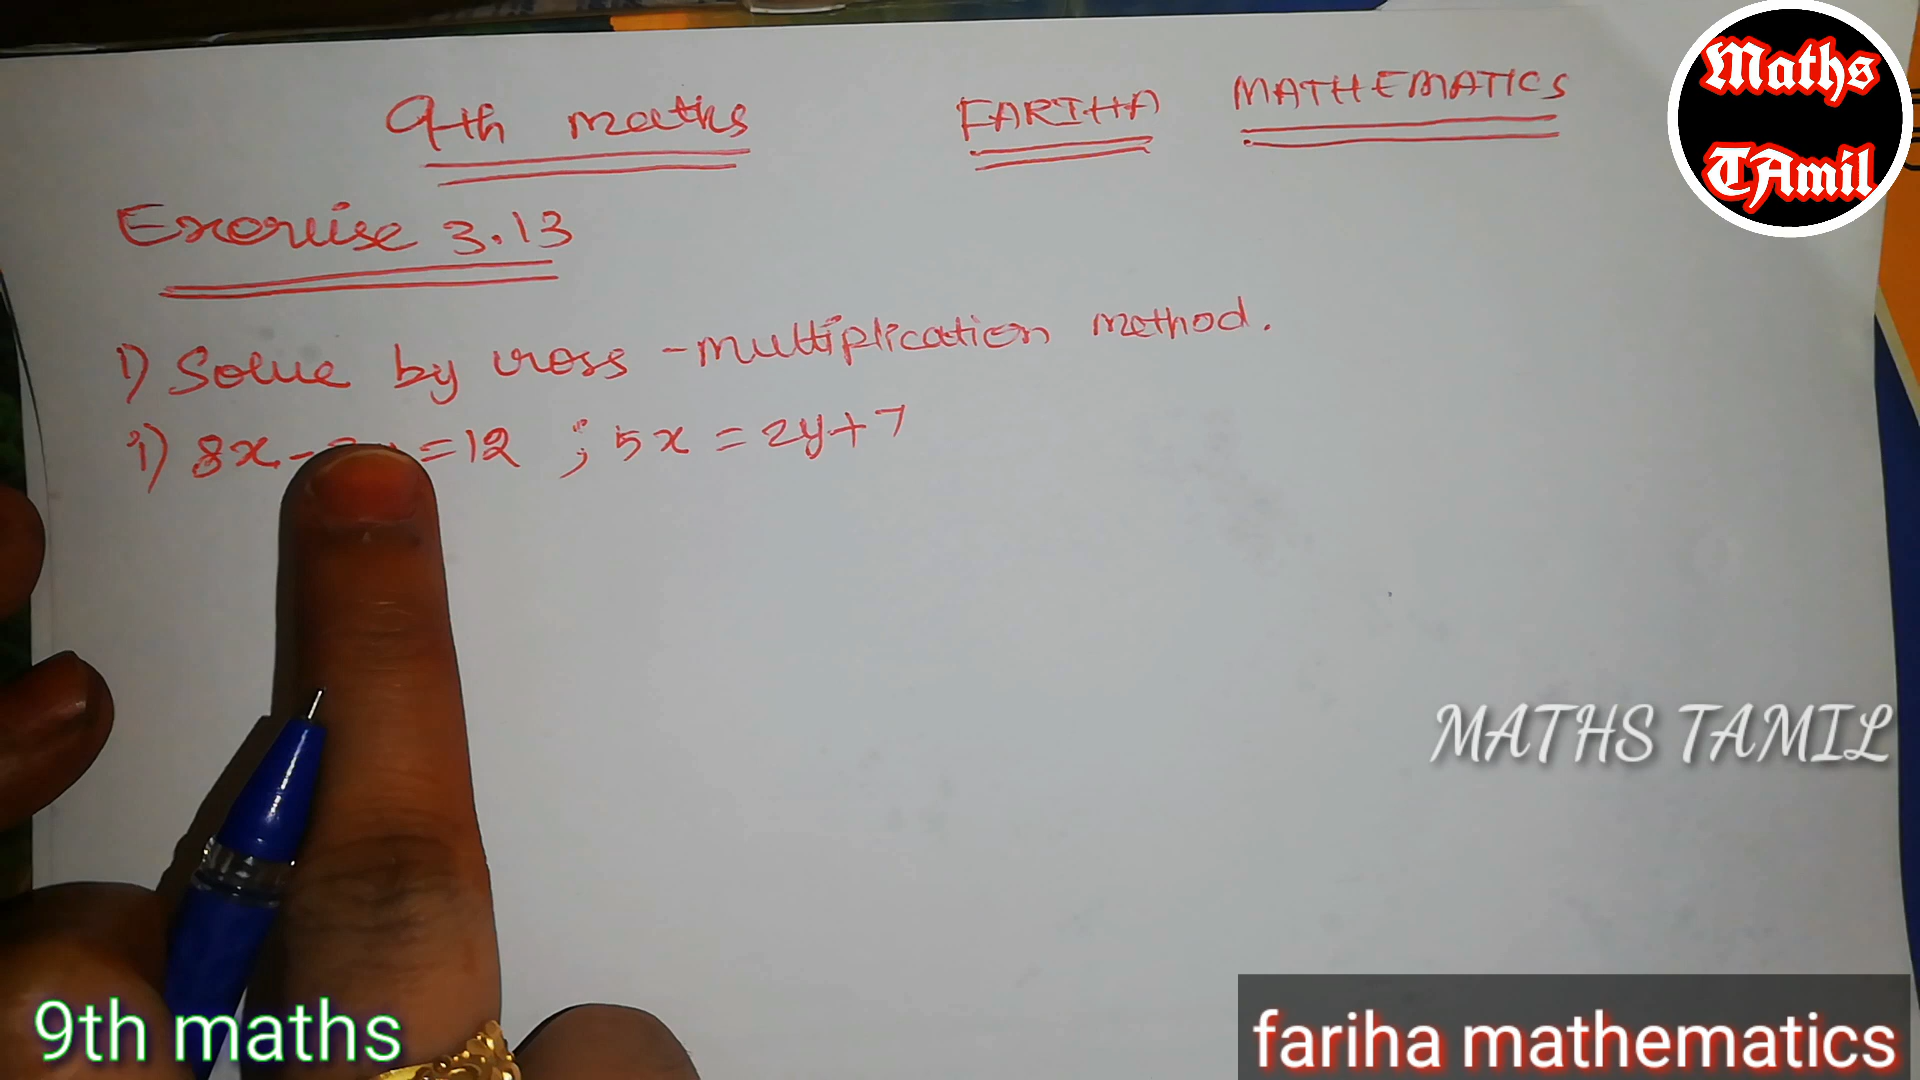 9th maths FARIHA MATHEMATICS
Maths
TAmil
Exercise 3.13
1) Solve by cross - multiplication method.
i) 8x - = 12 ; 5x = 2y + 7
MATHS TAMIL
9th maths
fariha mathematics